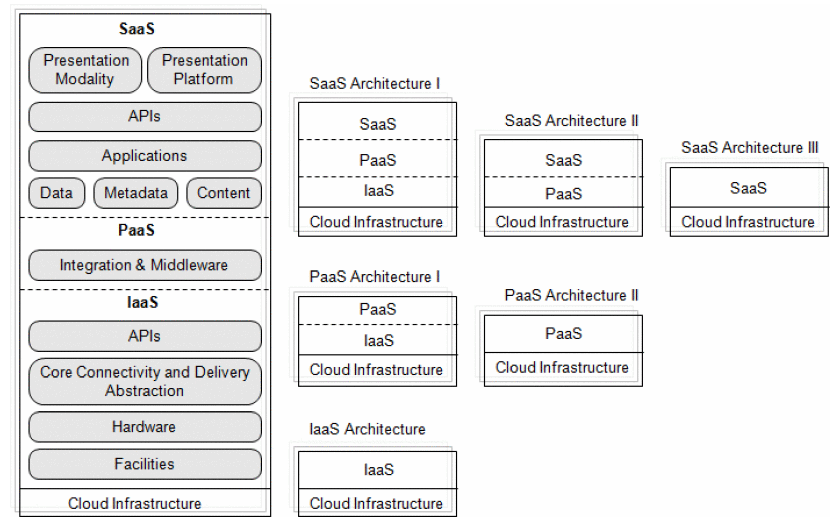 SaaS
Presentation
Modality
Presentation
Platform
APIs
Applications
Data
Metadata
Content
PaaS
Integration & Middleware
IaaS
APIs
Core Connectivity and Delivery
Abstraction
Hardware
Facilities
Cloud Infrastructure
SaaS Architecture I
SaaS
PaaS
IaaS
Cloud Infrastructure
SaaS Architecture II
SaaS
PaaS
Cloud Infrastructure
SaaS Architecture III
SaaS
Cloud Infrastructure
PaaS Architecture I
PaaS
IaaS
Cloud Infrastructure
PaaS Architecture II
PaaS
Cloud Infrastructure
IaaS Architecture
IaaS
Cloud Infrastructure